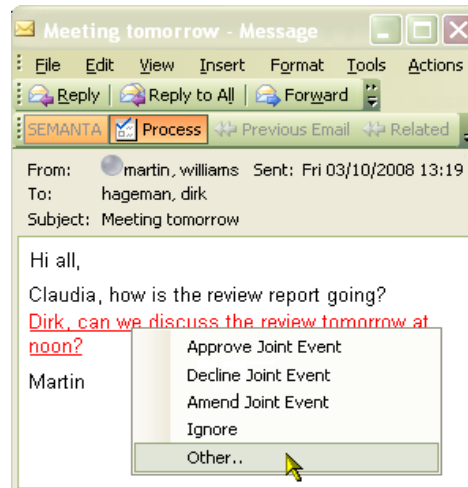 Meeting tomorrow - Message
File Edit View Insert Format Tools Actions
Reply Reply to All Forward
SEMANTA Process Previous Email Related
From: martin, williams Sent: Fri 03/10/2008 13:19
To: hageman, dirk
Subject: Meeting tomorrow
Hi all,
Claudia, how is the review report going?
Dirk, can we discuss the review tomorrow at
noon?
Approve Joint Event
Martin
Decline Joint Event
Amend Joint Event
Ignore
Other..